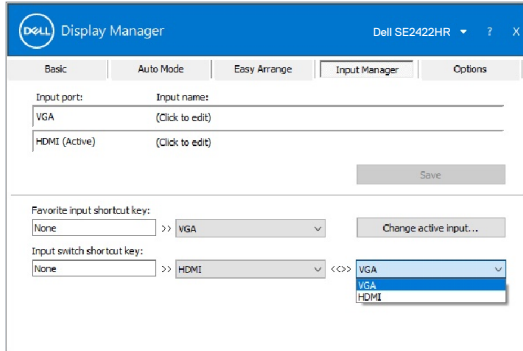 DELL Display Manager Dell SE2422HR ? X
Basic Auto Mode Easy Arrange Input Manager Options
Input port: Input name:
VGA (Click to edit)
HDMI (Active) (Click to edit)
Save
Favorite input shortcut key:
None >> VGA Change active input...
Input switch shortcut key:
None >> HDMI <<>> VGA
VGA
HDMI